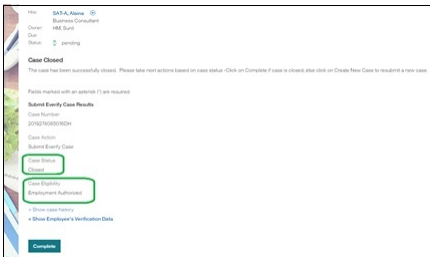 Hire: SAT-A, Alaina
Business Consultant
Owner: HM, Sunil
Due:
Status: pending
Case Closed
The case has been successfully closed. Please take next actions based on case status -Click on Complete if case is closed, else click on Create New Case to resubmit a new case.
Fields marked with an asterisk (*) are required.
Submit Everify Case Results
Case Number
2019274085016DH
Case Action
Submit Everify Case
Case Status
Closed
Case Eligibility
Employment Authorized
+ Show case history
+ Show Employee's Verification Data
Complete